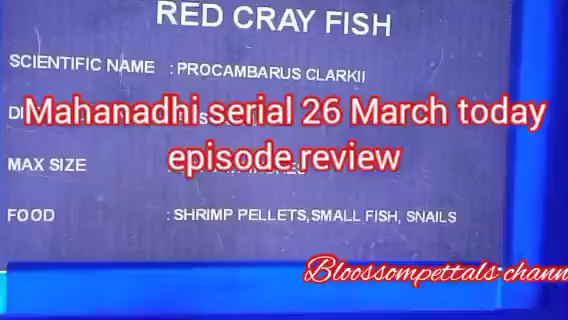 RED CRAY FISH
SCIENTIFIC NAME : PROCAMBARUS CLARKII
Mahanadhi serial 26 March today
episode review
MAX SIZE
FOOD : SHRIMP PELLETS,SMALL FISH, SNAILS
Bloossompettals chann